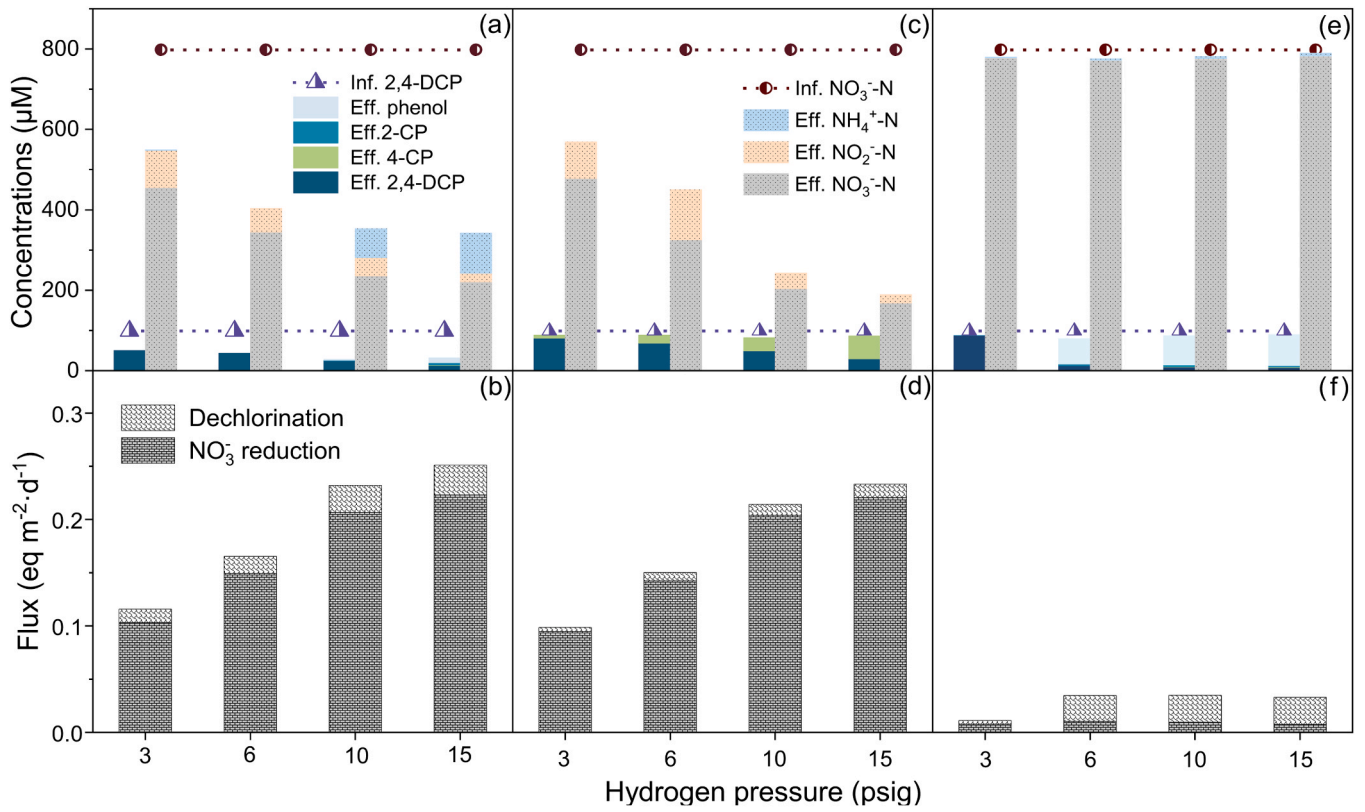 (a)
(c)
(e)
800
600
400
200
0
Concentrations (µM)
Inf. 2,4-DCP
Eff. phenol
Eff.2-CP
Eff. 4-CP
Eff. 2,4-DCP
Inf. NO₃⁻-N
Eff. NH₄⁺-N
Eff. NO₂⁻-N
Eff. NO₃⁻-N
(b)
(d)
(f)
0.3
0.2
0.1
0.0
Flux (eq m⁻²·d⁻¹)
Dechlorination
NO₃⁻ reduction
3 6 10 15 3 6 10 15 3 6 10 15
Hydrogen pressure (psig)